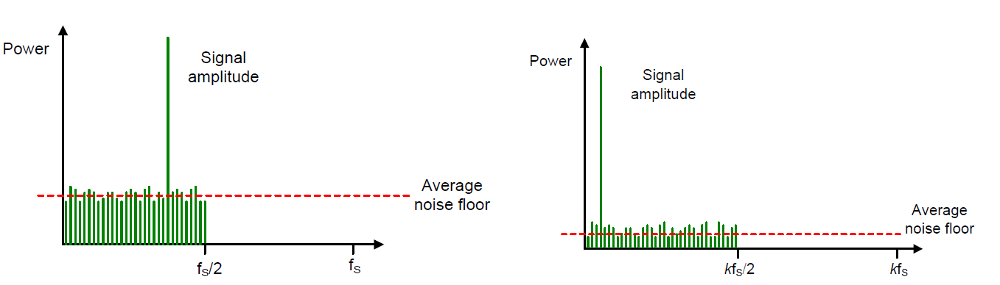 Power
Signal
amplitude
Average
noise floor
fS/2
fS
Power
Signal
amplitude
Average
noise floor
kfS/2
kfS